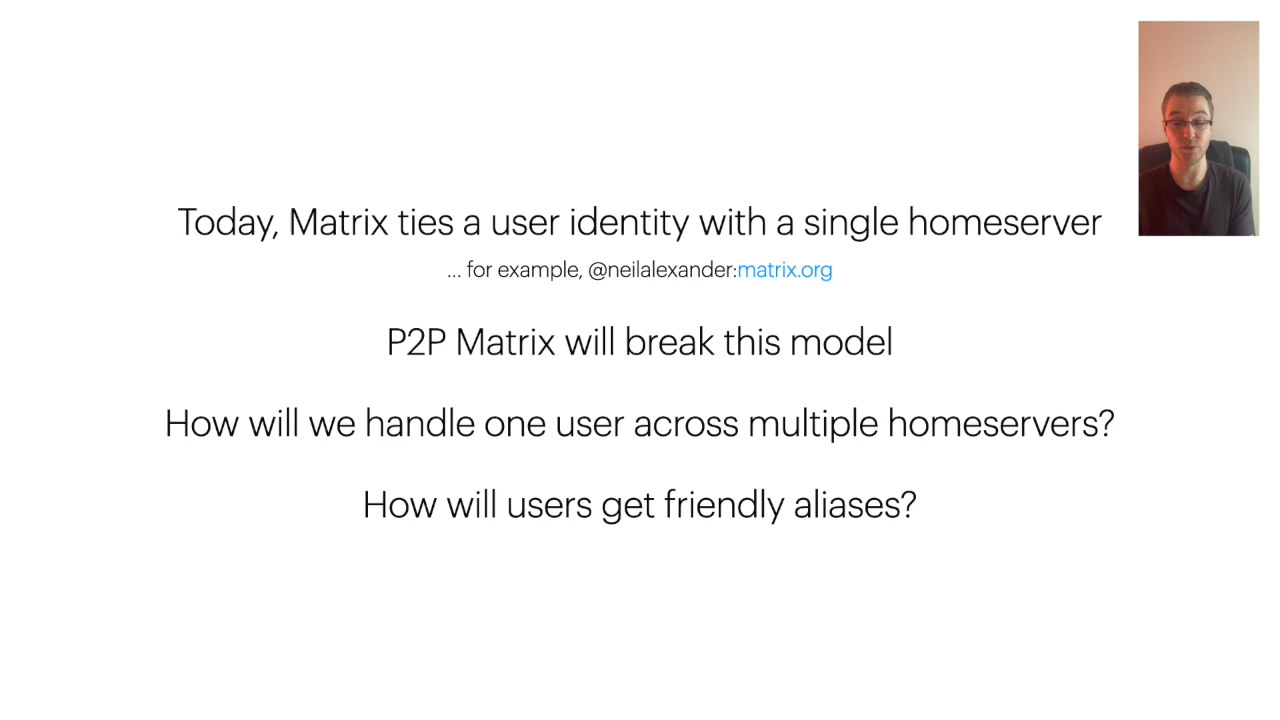 Today, Matrix ties a user identity with a single homeserver
... for example, @neilalexander:matrix.org
P2P Matrix will break this model
How will we handle one user across multiple homeservers?
How will users get friendly aliases?